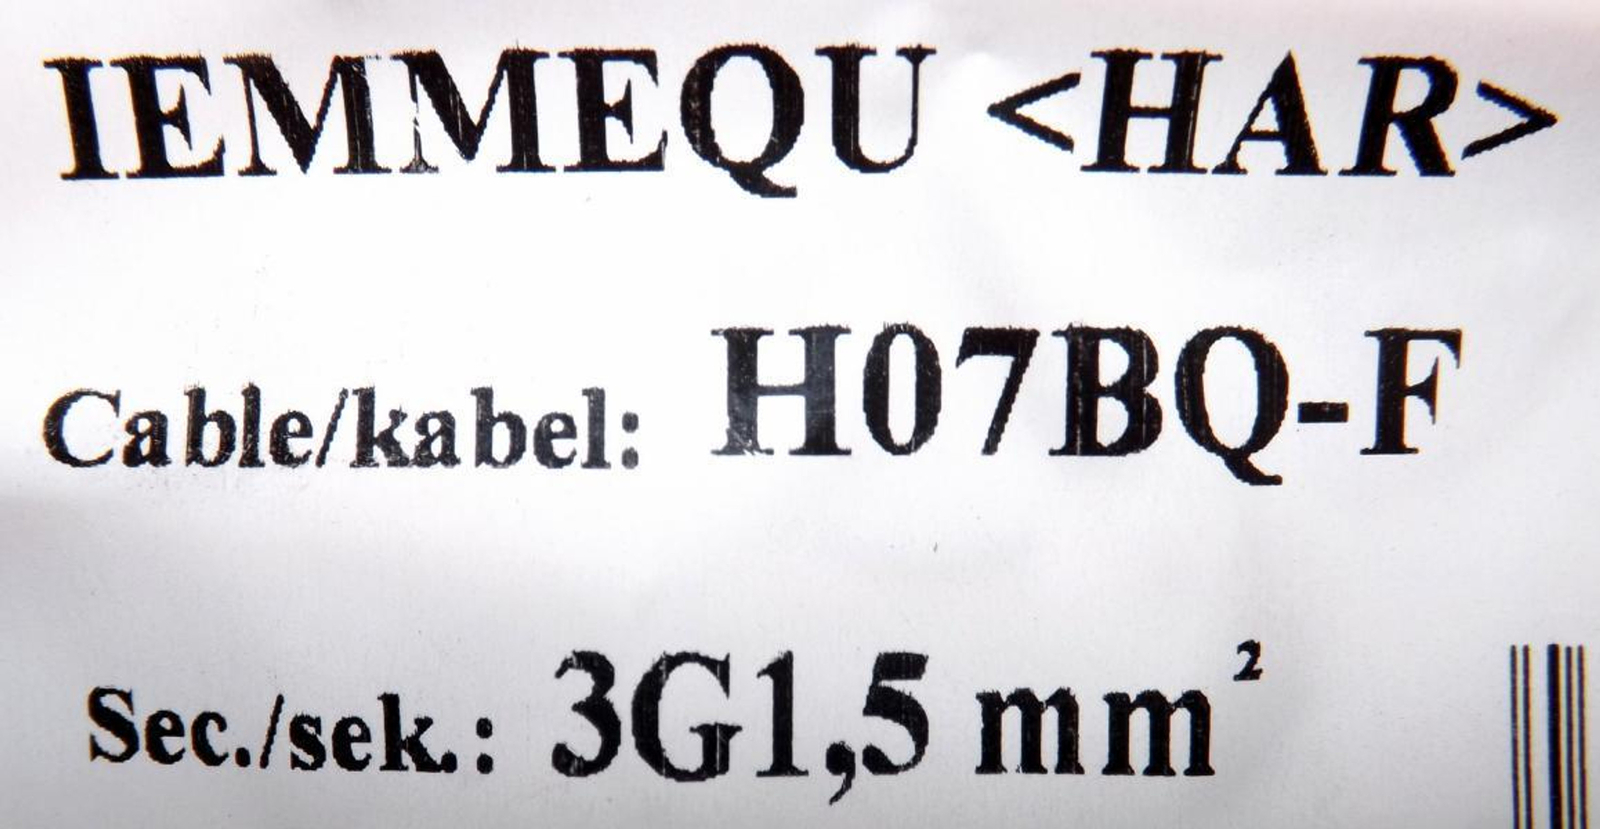 IEMMEQU <HAR>
Cable/kabel: H07BQ-F
Sec./sek.: 3G1,5 mm²